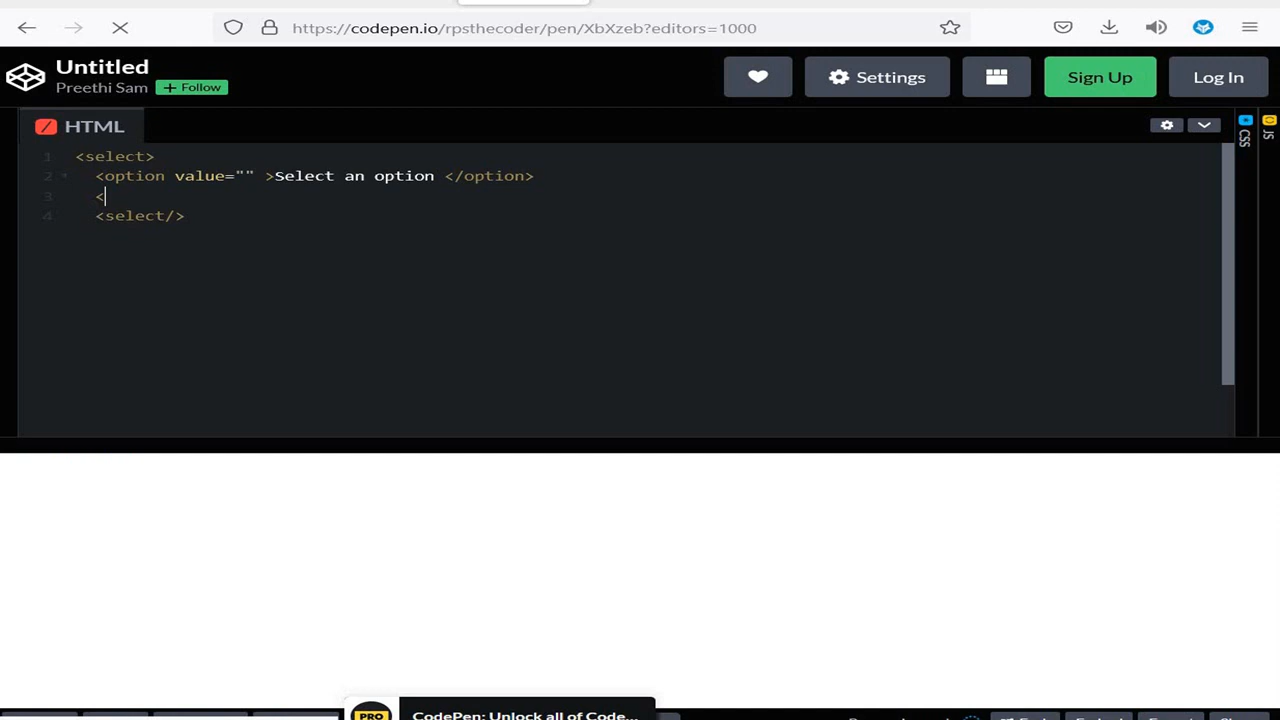 https://codepen.io/rpsthecoder/pen/XbXzeb?editors=1000
Untitled
Preethi Sam + Follow
Settings
Sign Up
Log In
HTML
CSS
JS
1 <select>
2 <option value="" >Select an option </option>
3 <
4 <select/>
PRO CodePen: Unlock all of Code...